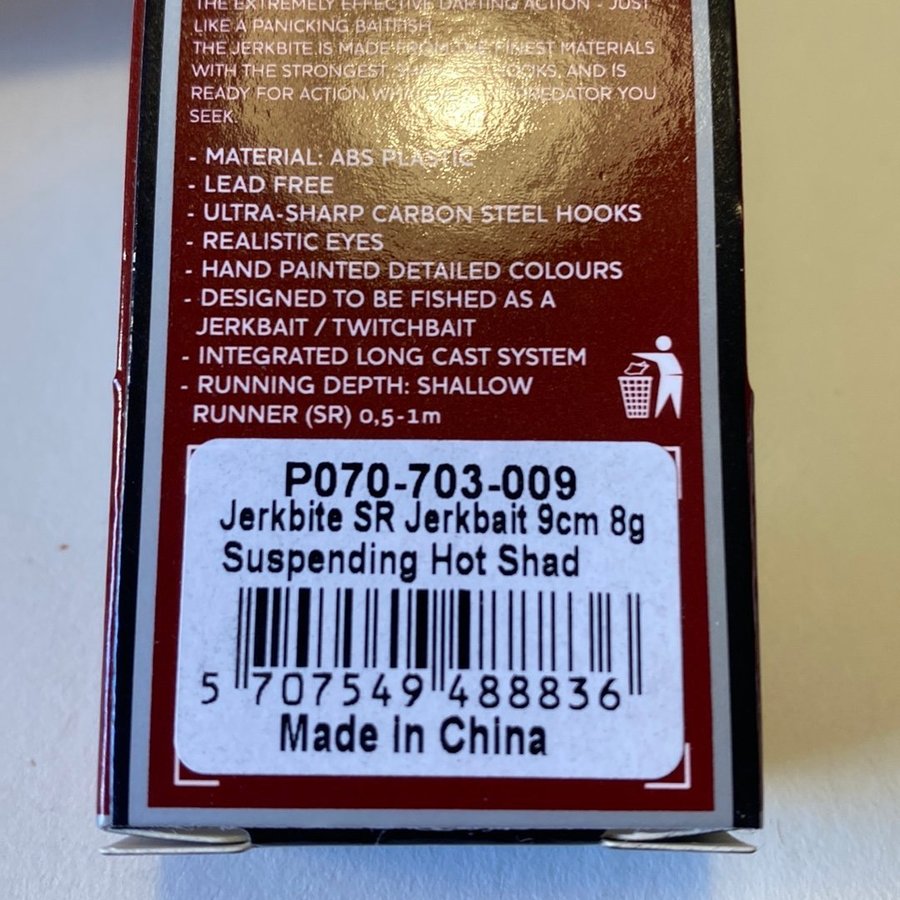 THE EXTREMELY EFFECTIVE DARTING ACTION - JUST
LIKE A PANICKING BAITFISH
THE JERKBITE IS MADE FROM THE FINEST MATERIALS
WITH THE STRONGEST HOOKS, AND IS
READY FOR ACTION PREDATOR YOU
SEEK.
- MATERIAL: ABS PLASTIC
- LEAD FREE
- ULTRA-SHARP CARBON STEEL HOOKS
- REALISTIC EYES
- HAND PAINTED DETAILED COLOURS
- DESIGNED TO BE FISHED AS A
JERKBAIT / TWITCHBAIT
- INTEGRATED LONG CAST SYSTEM
- RUNNING DEPTH: SHALLOW
RUNNER (SR) 0,5-1m
P070-703-009
Jerkbite SR Jerkbait 9cm 8g
Suspending Hot Shad
5 707549 488836
Made in China